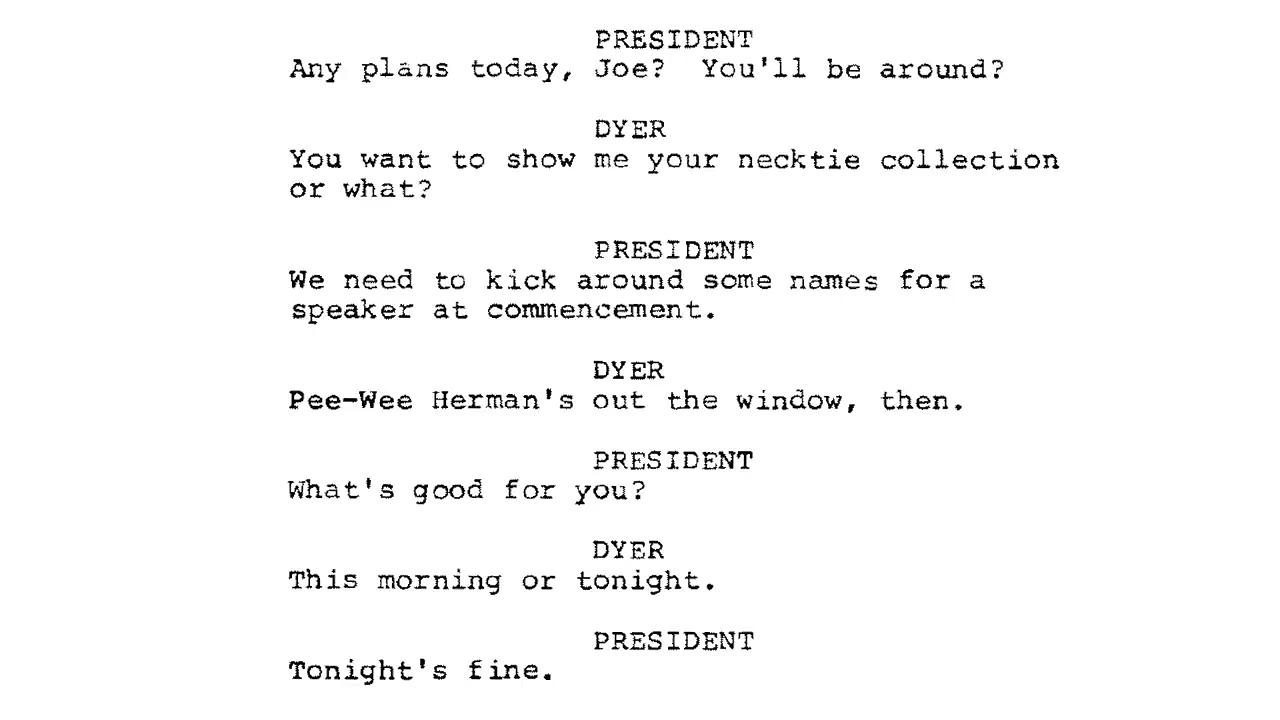 PRESIDENT
Any plans today, Joe?  You'll be around?
DYER
You want to show me your necktie collection
or what?
PRESIDENT
We need to kick around some names for a
speaker at commencement.
DYER
Pee-Wee Herman's out the window, then.
PRESIDENT
What's good for you?
DYER
This morning or tonight.
PRESIDENT
Tonight's fine.